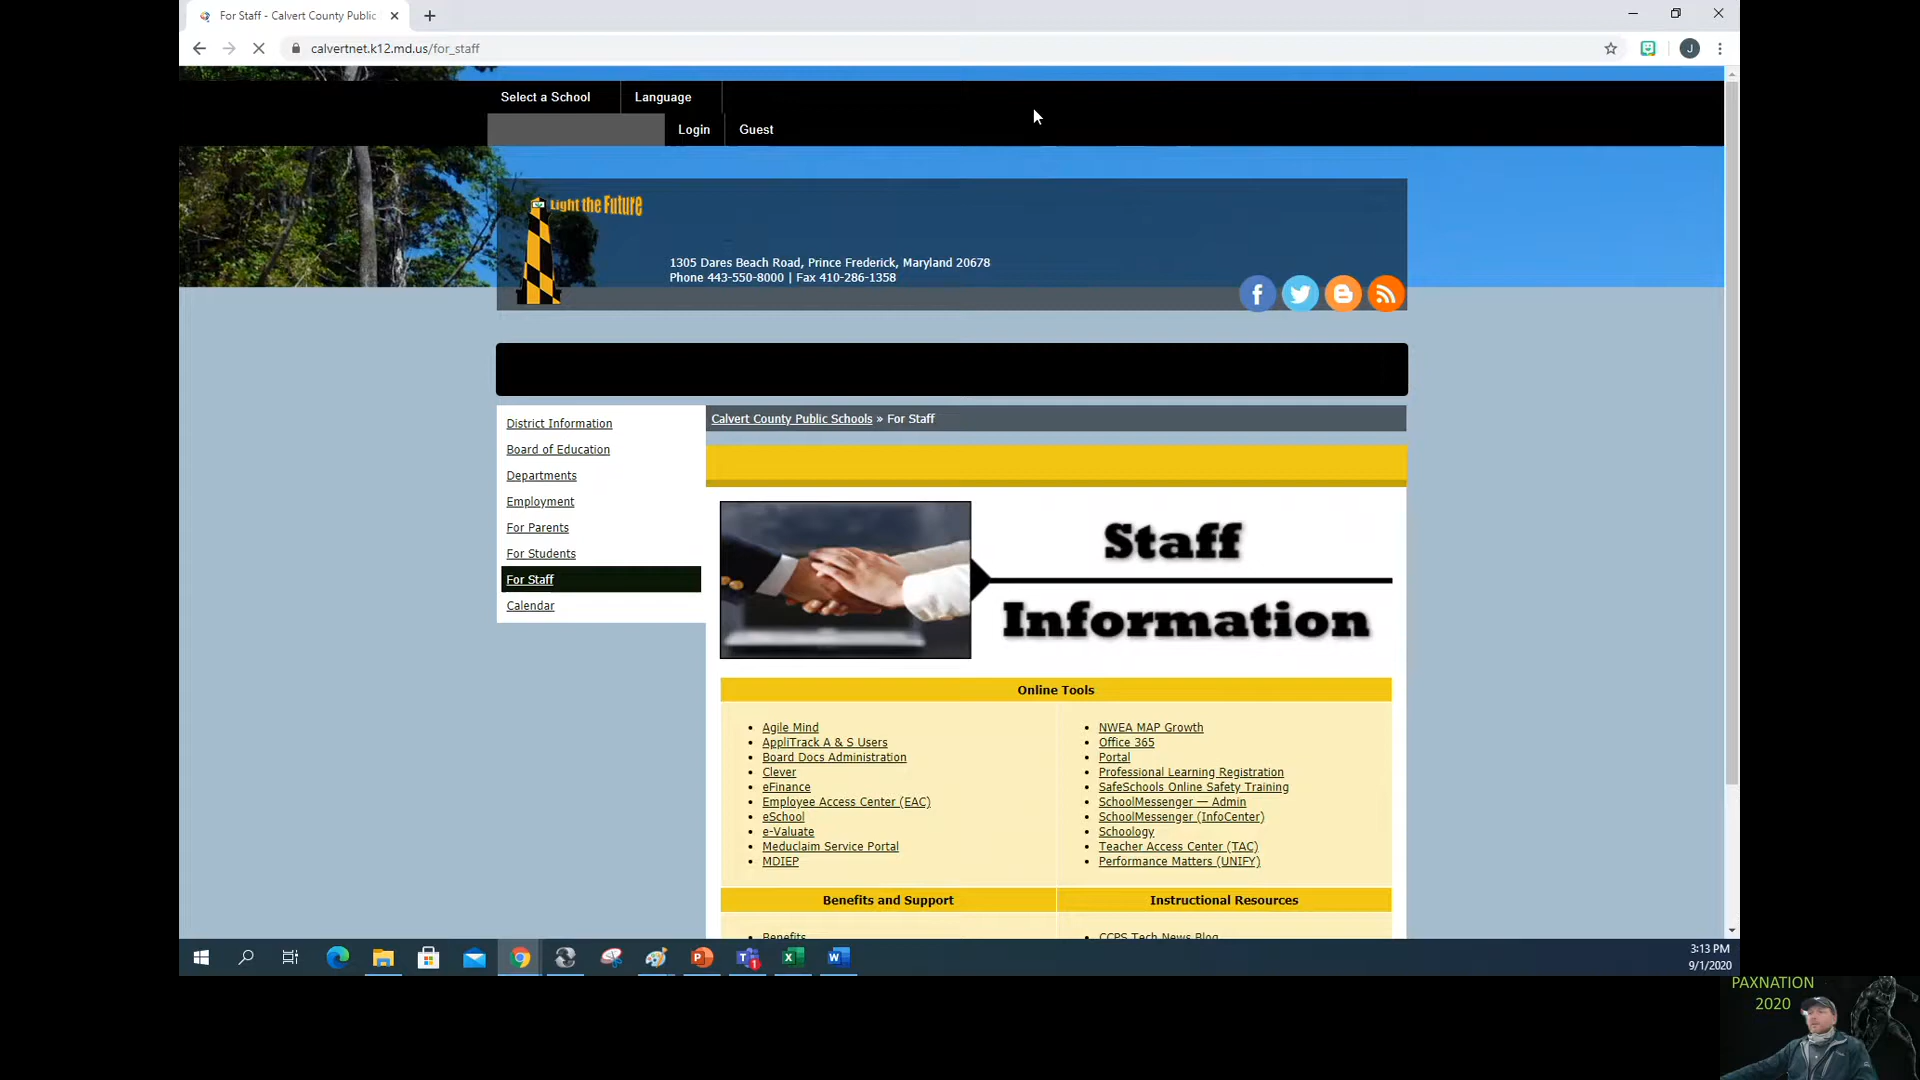 For Staff - Calvert County Public
calvertnet.k12.md.us/for_staff
J
Select a School
Language
Login
Guest
Light the Future
1305 Dares Beach Road, Prince Frederick, Maryland 20678
Phone 443-550-8000 | Fax 410-286-1358
District Information
Board of Education
Departments
Employment
For Parents
For Students
For Staff
Calendar
Calvert County Public Schools » For Staff
Staff
Information
Online Tools
Agile Mind
AppliTrack A & S Users
Board Docs Administration
Clever
eFinance
Employee Access Center (EAC)
eSchool
e-Valuate
Meduclaim Service Portal
MDIEP
NWEA MAP Growth
Office 365
Portal
Professional Learning Registration
SafeSchools Online Safety Training
SchoolMessenger — Admin
SchoolMessenger (InfoCenter)
Schoology
Teacher Access Center (TAC)
Performance Matters (UNIFY)
Benefits and Support
Instructional Resources
Benefits
CCPS Tech News Blog
3:13 PM
9/1/2020
PAXNATION
2020